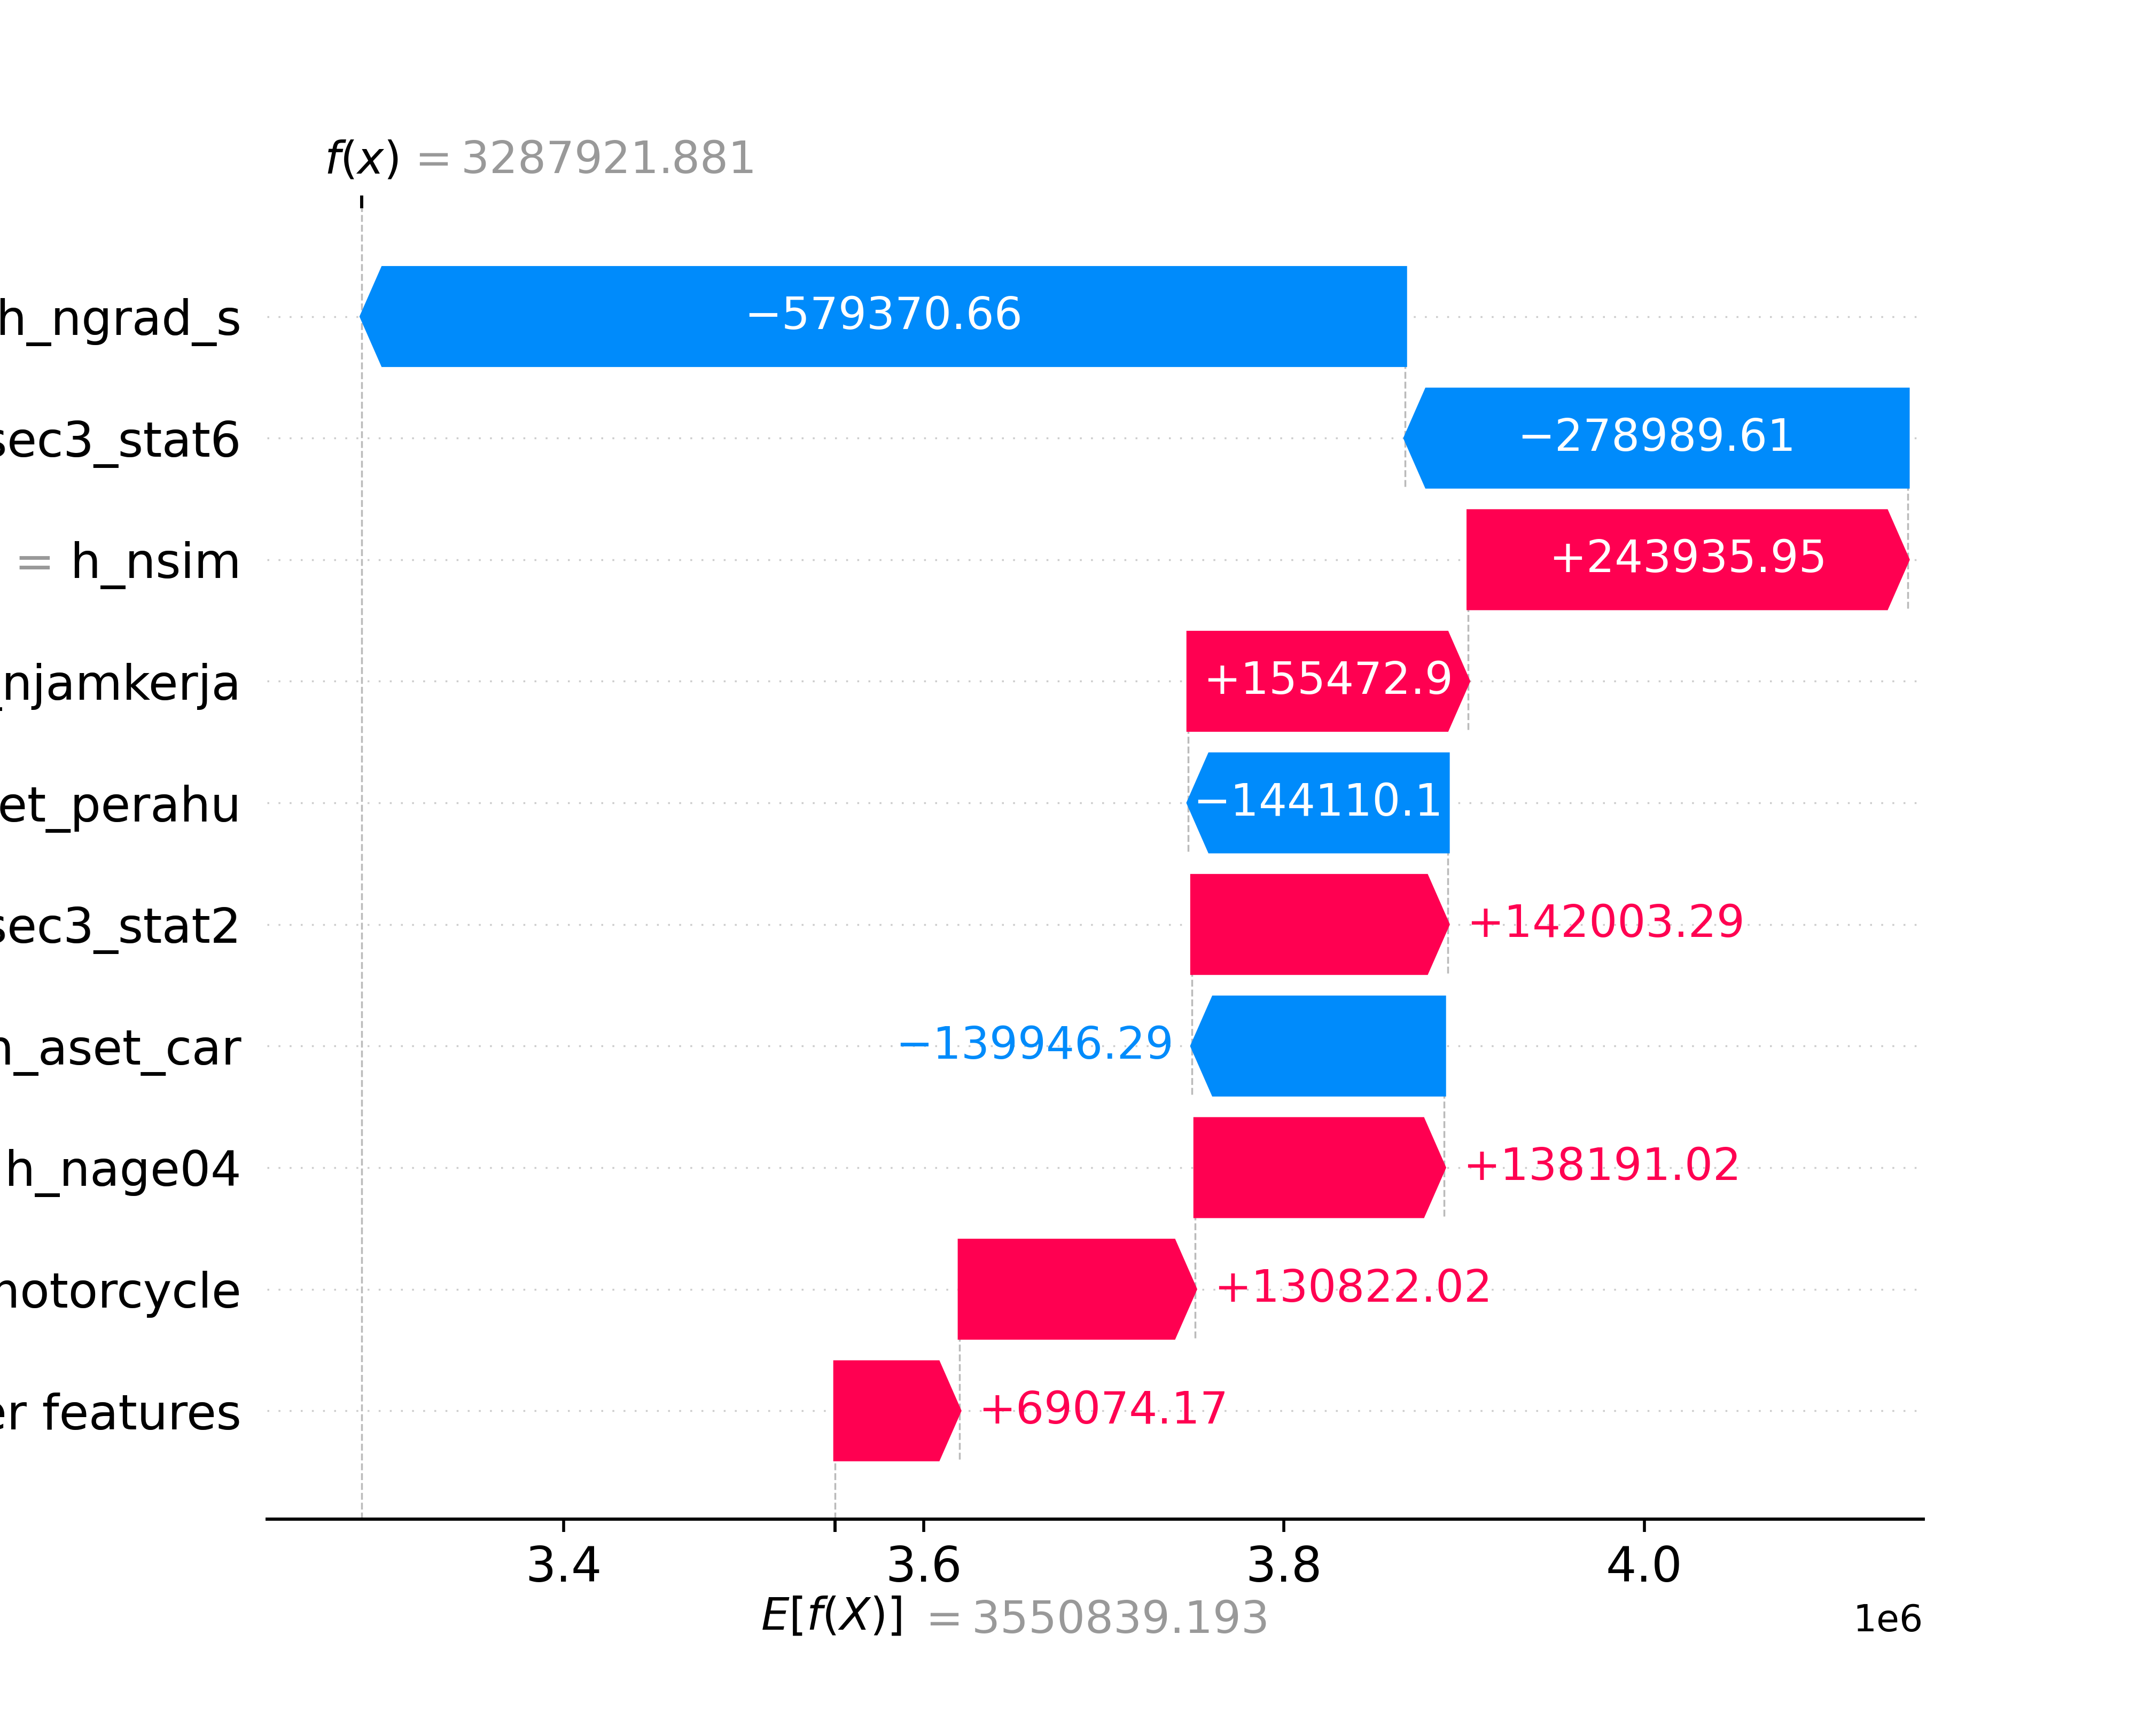 f(x) = 3287921.881
h_ngrad_s −579370.66
sec3_stat6 −278989.61
= h_nsim +243935.95
_njamkerja +155472.9
et_perahu −144110.1
sec3_stat2 +142003.29
h_aset_car −139946.29
h_nage04 +138191.02
motorcycle +130822.02
er features +69074.17
3.4 3.6 3.8 4.0
E[f(X)] = 3550839.193 1e6